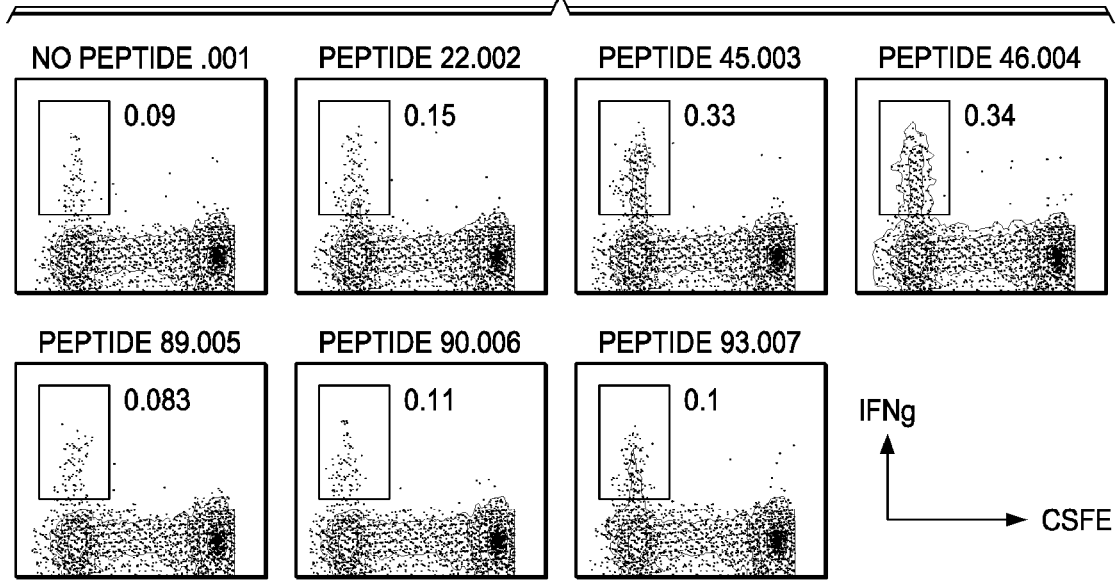 NO PEPTIDE .001
0.09
PEPTIDE 22.002
0.15
PEPTIDE 45.003
0.33
PEPTIDE 46.004
0.34
PEPTIDE 89.005
0.083
PEPTIDE 90.006
0.11
PEPTIDE 93.007
0.1
IFNg
CSFE